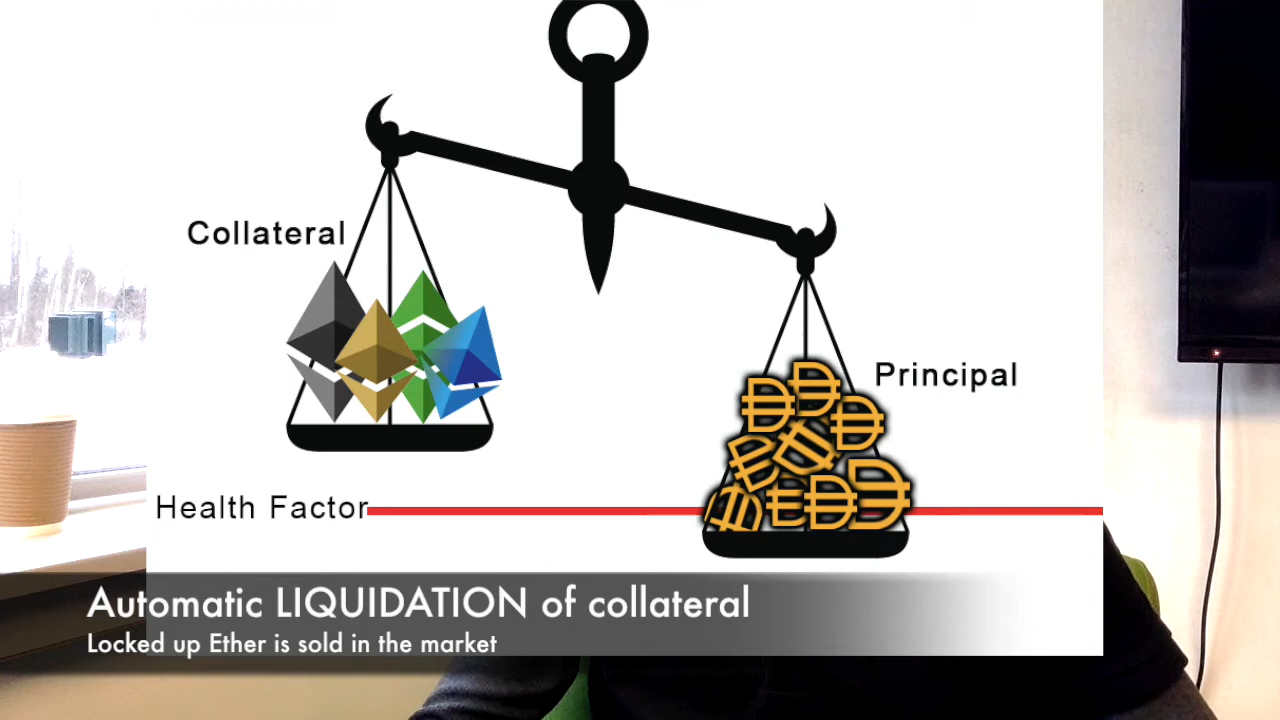 Collateral
Principal
Health Factor
Automatic LIQUIDATION of collateral
Locked up Ether is sold in the market